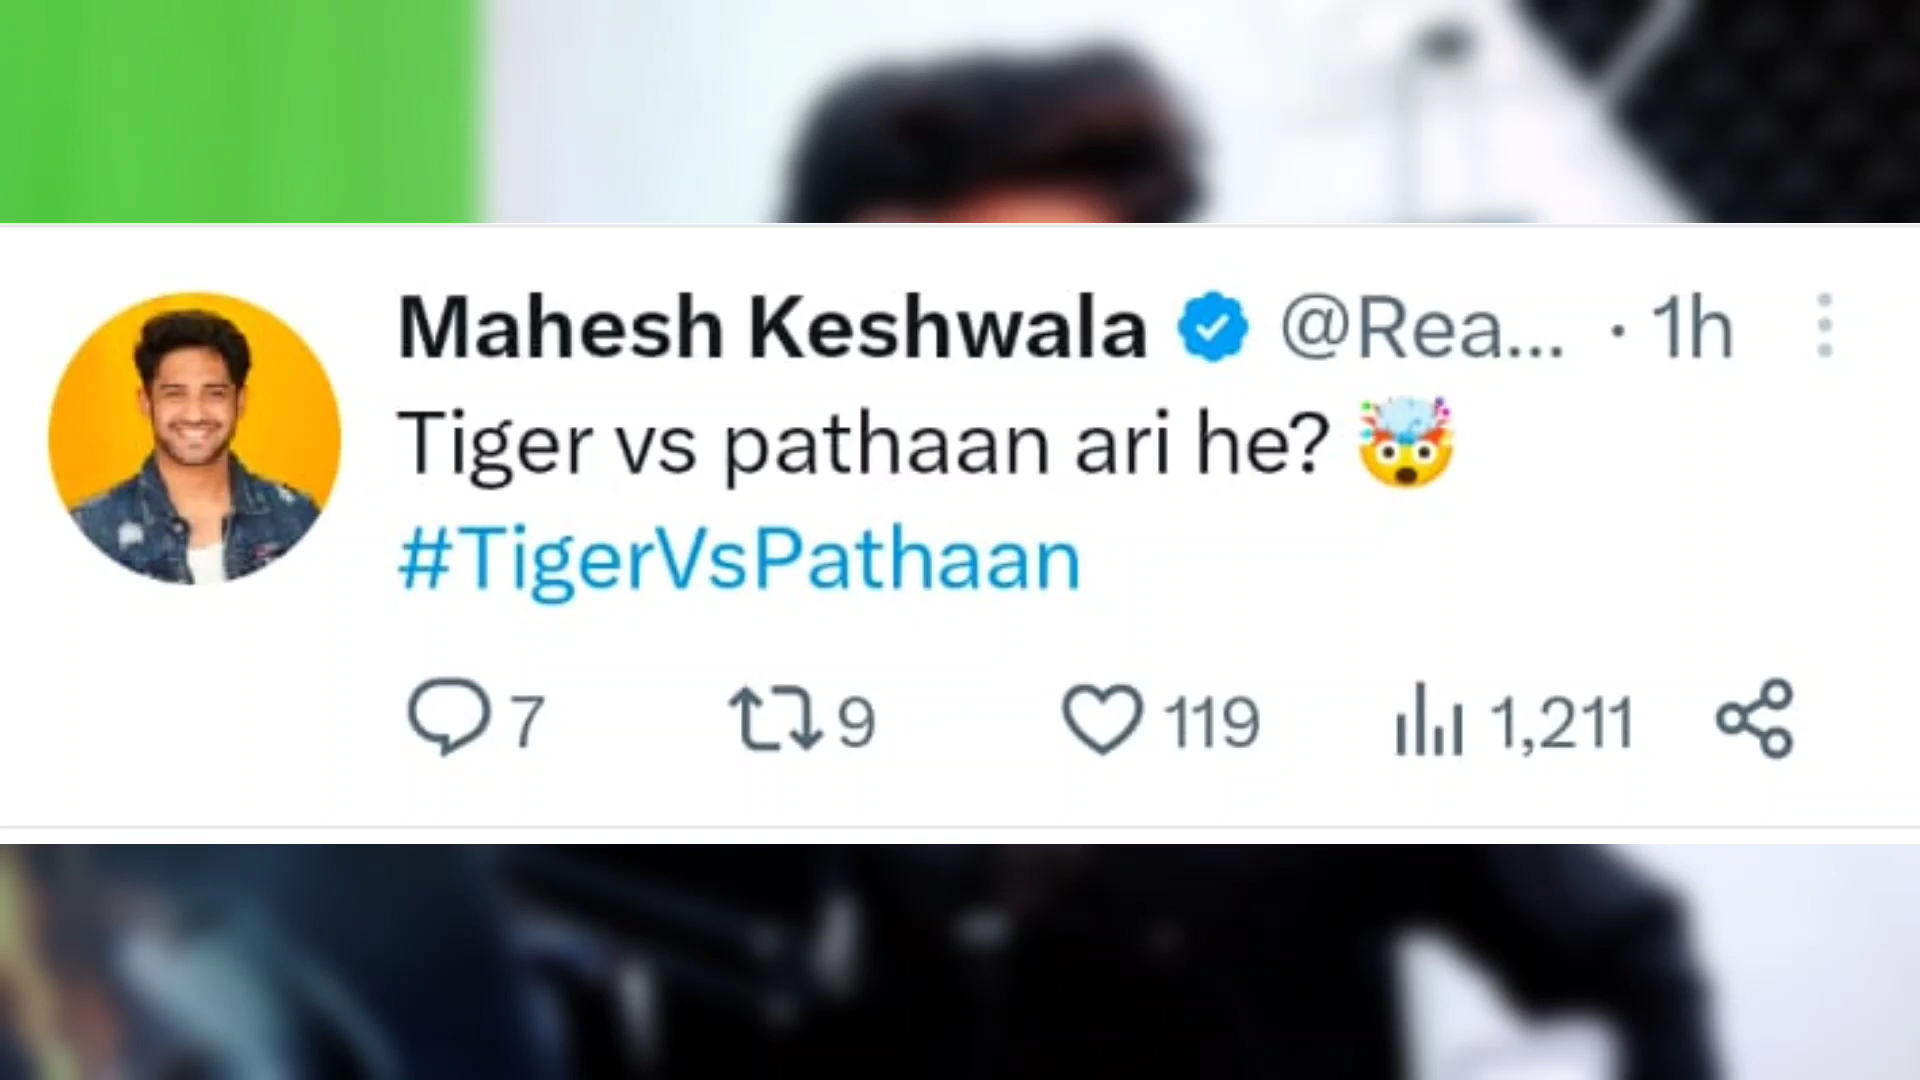 Mahesh Keshwala @Rea... · 1h
Tiger vs pathaan ari he? 🤯
#TigerVsPathaan
7 9 119 1,211